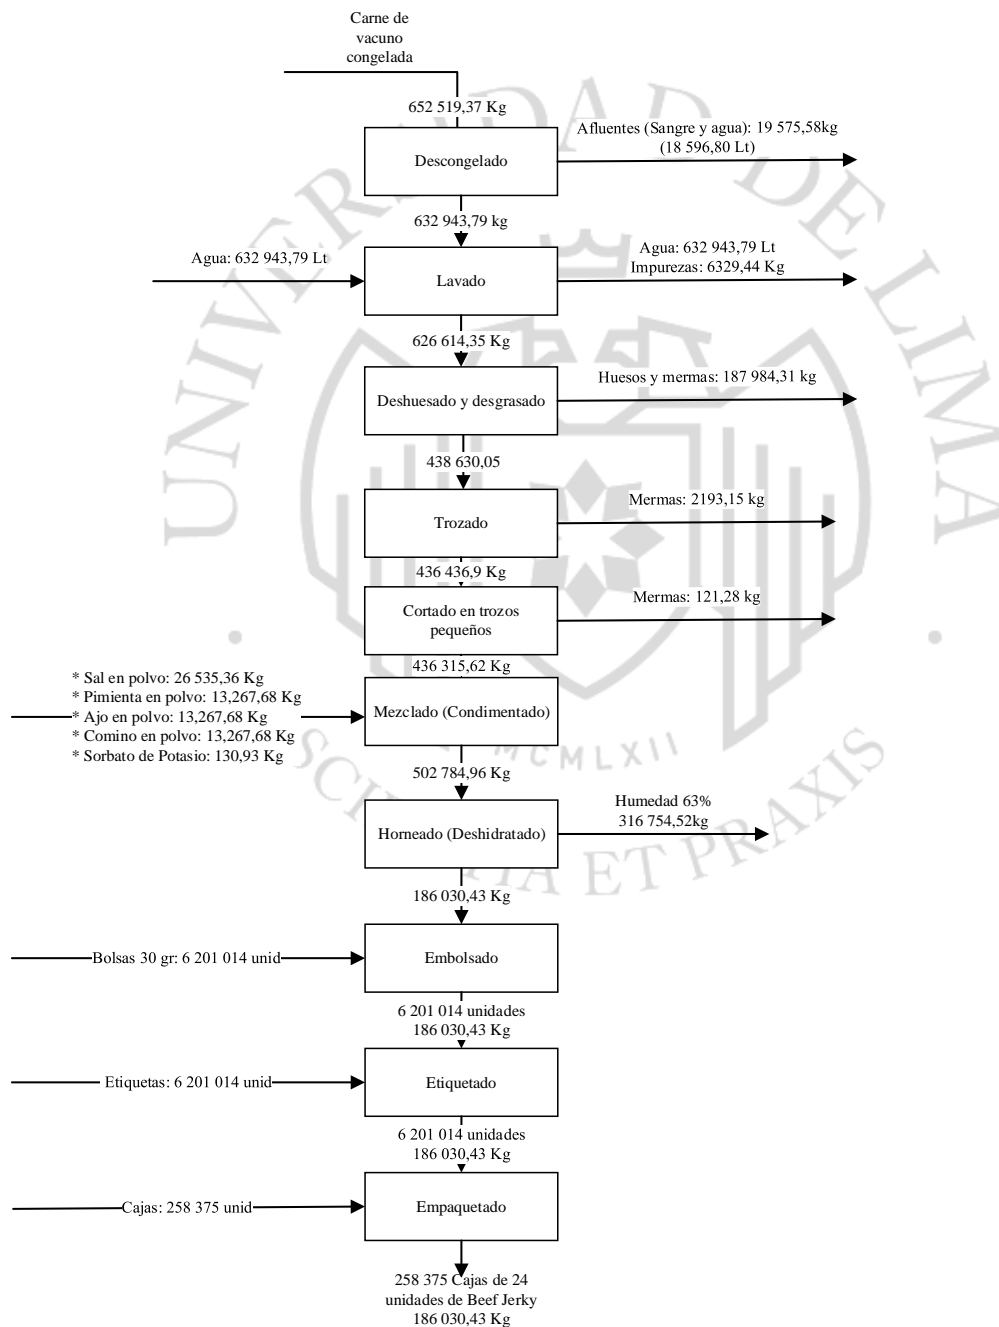 Carne de
vacuno
congelada
652 519,37 Kg
Afluentes (Sangre y agua): 19 575,58kg
(18 596,80 Lt)
Descongelado
632 943,79 kg
Agua: 632 943,79 Lt
Agua: 632 943,79 Lt
Impurezas: 6329,44 Kg
Lavado
626 614,35 Kg
Huesos y mermas: 187 984,31 kg
Deshuesado y desgrasado
438 630,05
Mermas: 2193,15 kg
Trozado
436 436,9 Kg
Mermas: 121,28 kg
Cortado en trozos
pequeños
436 315,62 Kg
* Sal en polvo: 26 535,36 Kg
* Pimienta en polvo: 13,267,68 Kg
* Ajo en polvo: 13,267,68 Kg
* Comino en polvo: 13,267,68 Kg
* Sorbato de Potasio: 130,93 Kg
Mezclado (Condimentado)
502 784,96 Kg
Humedad 63%
316 754,52kg
Horneado (Deshidratado)
186 030,43 Kg
Bolsas 30 gr: 6 201 014 unid
Embolsado
6 201 014 unidades
186 030,43 Kg
Etiquetas: 6 201 014 unid
Etiquetado
6 201 014 unidades
186 030,43 Kg
Cajas: 258 375 unid
Empaquetado
258 375 Cajas de 24
unidades de Beef Jerky
186 030,43 Kg
UNIVERSIDAD DE LIMA
MCMLXII
SCIENTIA ET PRAXIS